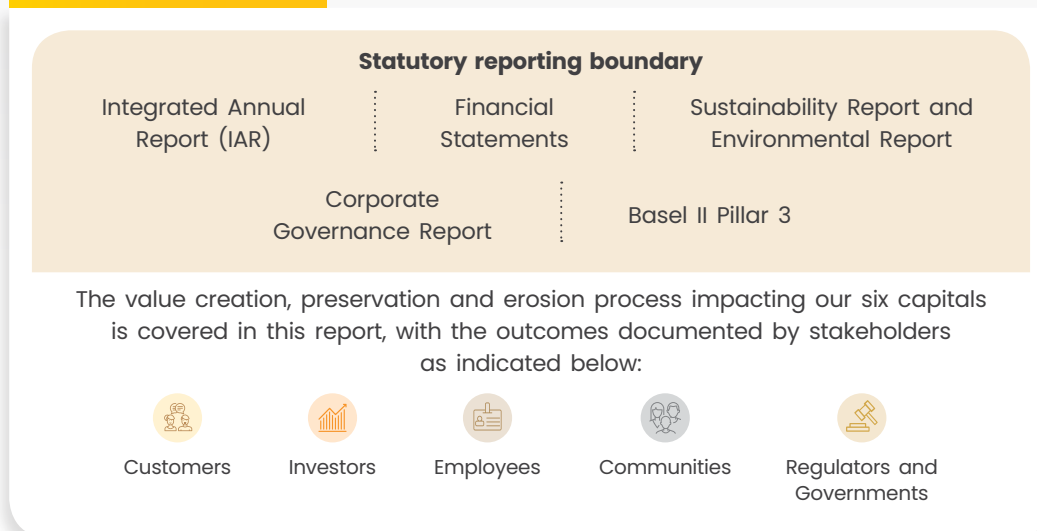 Statutory reporting boundary
Integrated Annual
Report (IAR)
Financial
Statements
Sustainability Report and
Environmental Report
Corporate
Governance Report
Basel II Pillar 3
The value creation, preservation and erosion process impacting our six capitals
is covered in this report, with the outcomes documented by stakeholders
as indicated below:
Customers
Investors
Employees
Communities
Regulators and
Governments